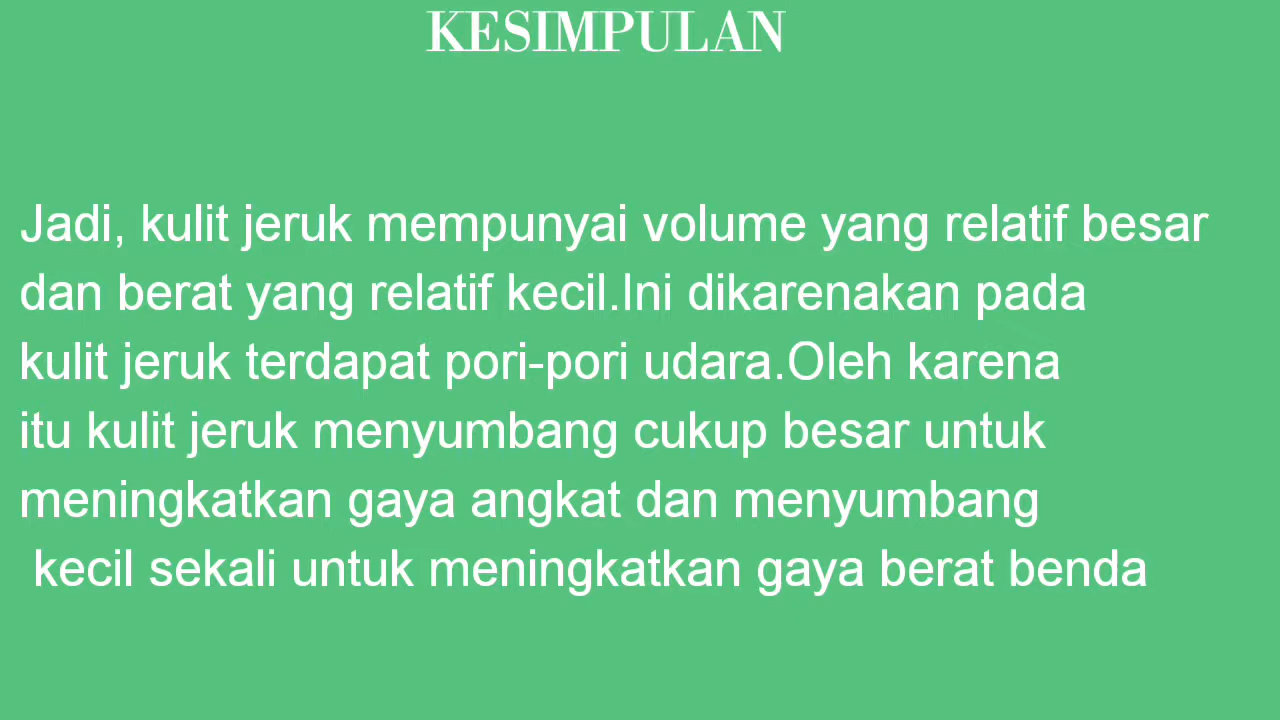 KESIMPULAN
Jadi, kulit jeruk mempunyai volume yang relatif besar
dan berat yang relatif kecil.Ini dikarenakan pada
kulit jeruk terdapat pori-pori udara.Oleh karena
itu kulit jeruk menyumbang cukup besar untuk
meningkatkan gaya angkat dan menyumbang
kecil sekali untuk meningkatkan gaya berat benda